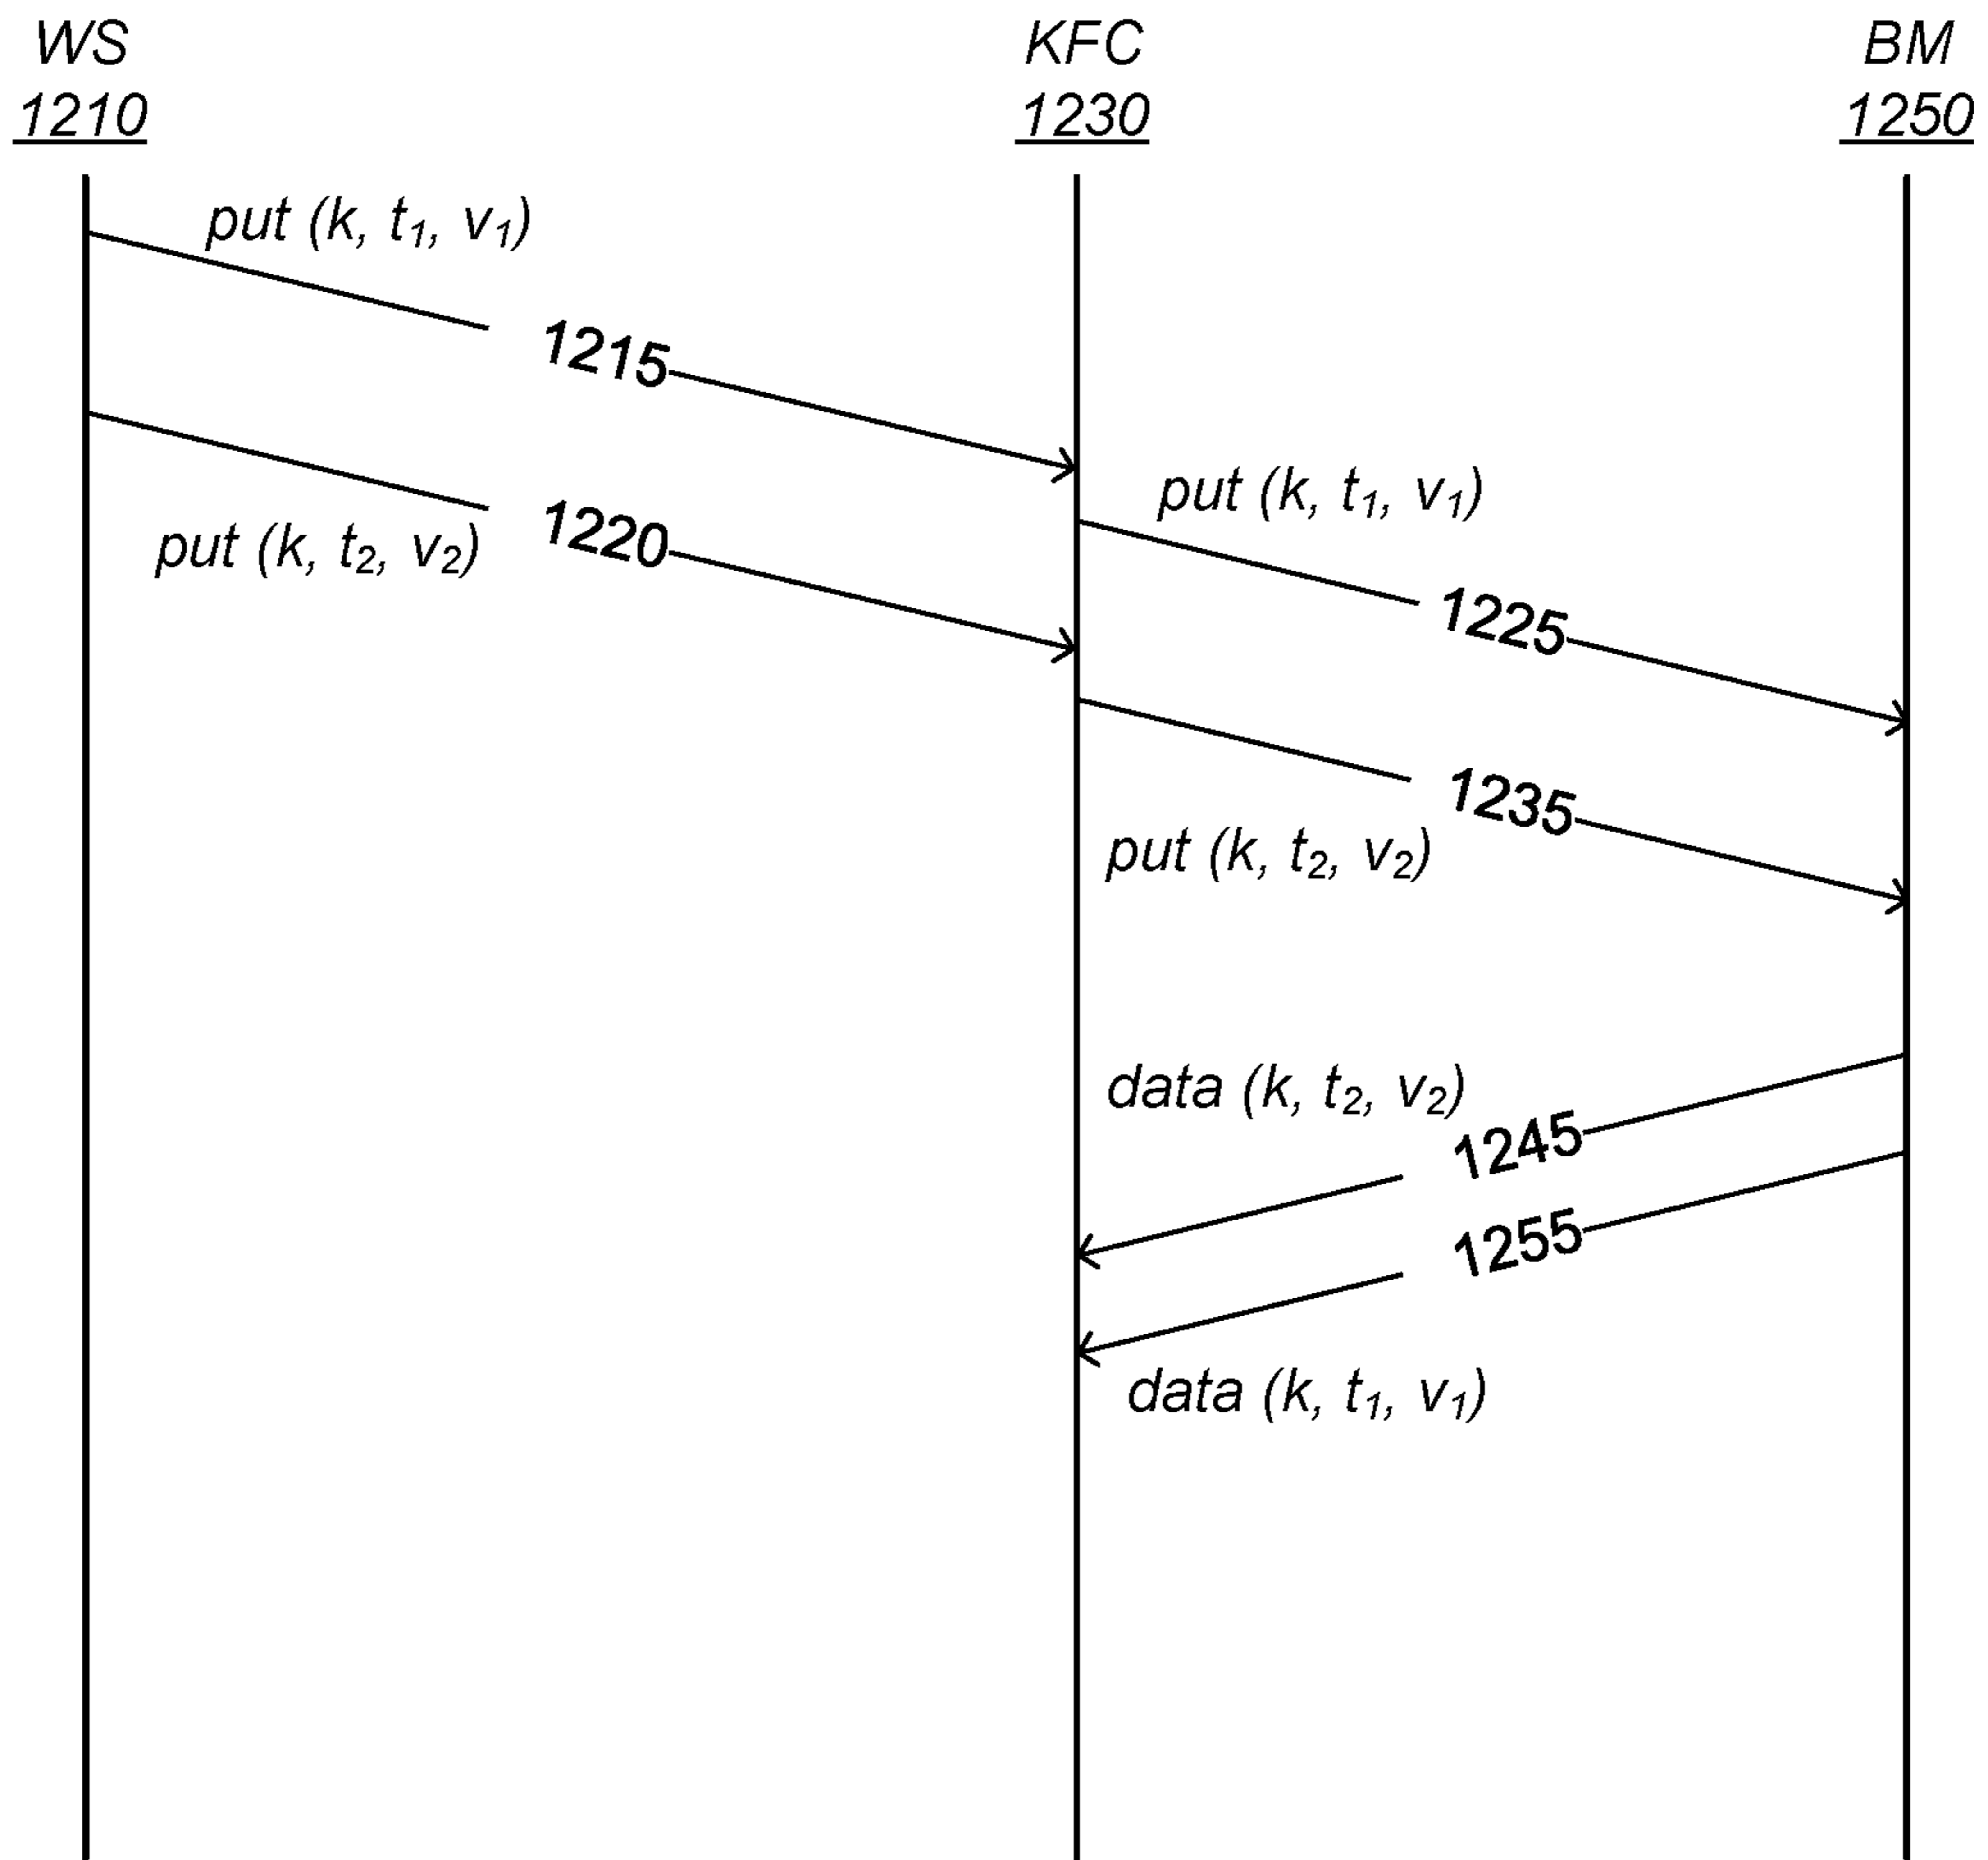 WS KFC BM
1210 1230 1250
put (k, t₁, v₁)
1215
put (k, t₁, v₁)
put (k, t₂, v₂) 1220
1225
1235
put (k, t₂, v₂)
data (k, t₂, v₂)
1245
1255
data (k, t₁, v₁)